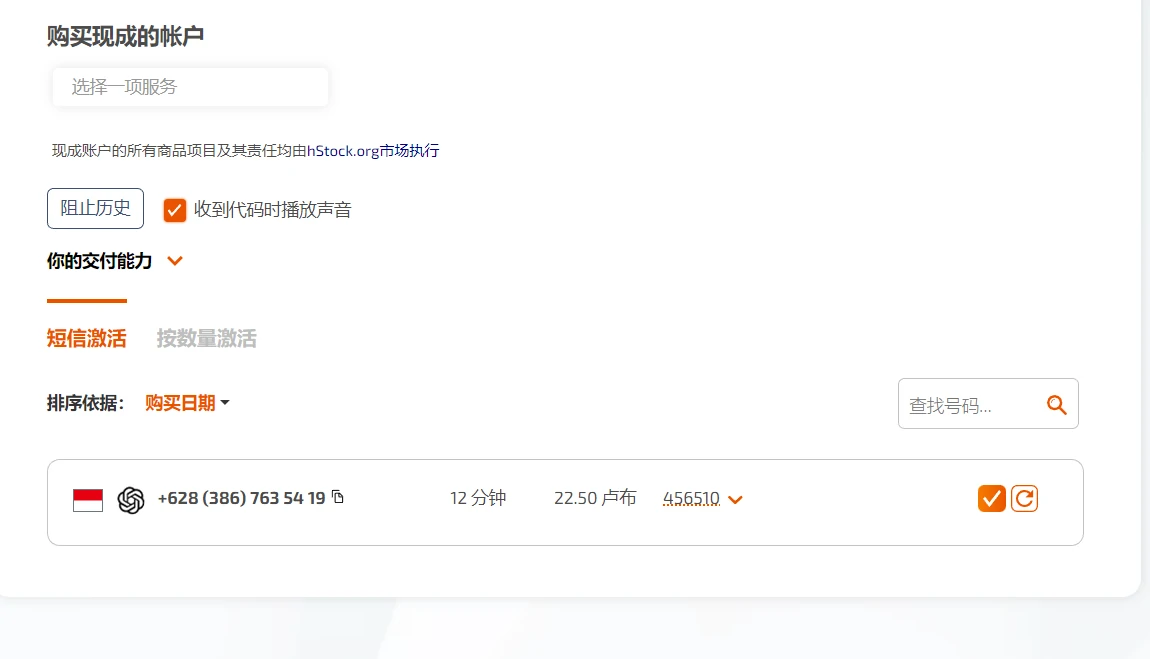 购买现成的帐户
选择一项服务
现成账户的所有商品项目及其责任均由hStock.org市场执行
阻止历史 收到代码时播放声音
你的交付能力
短信激活 按数量激活
排序依据： 购买日期 查找号码...
+628 (386) 763 54 19 12 分钟 22.50 卢布 456510